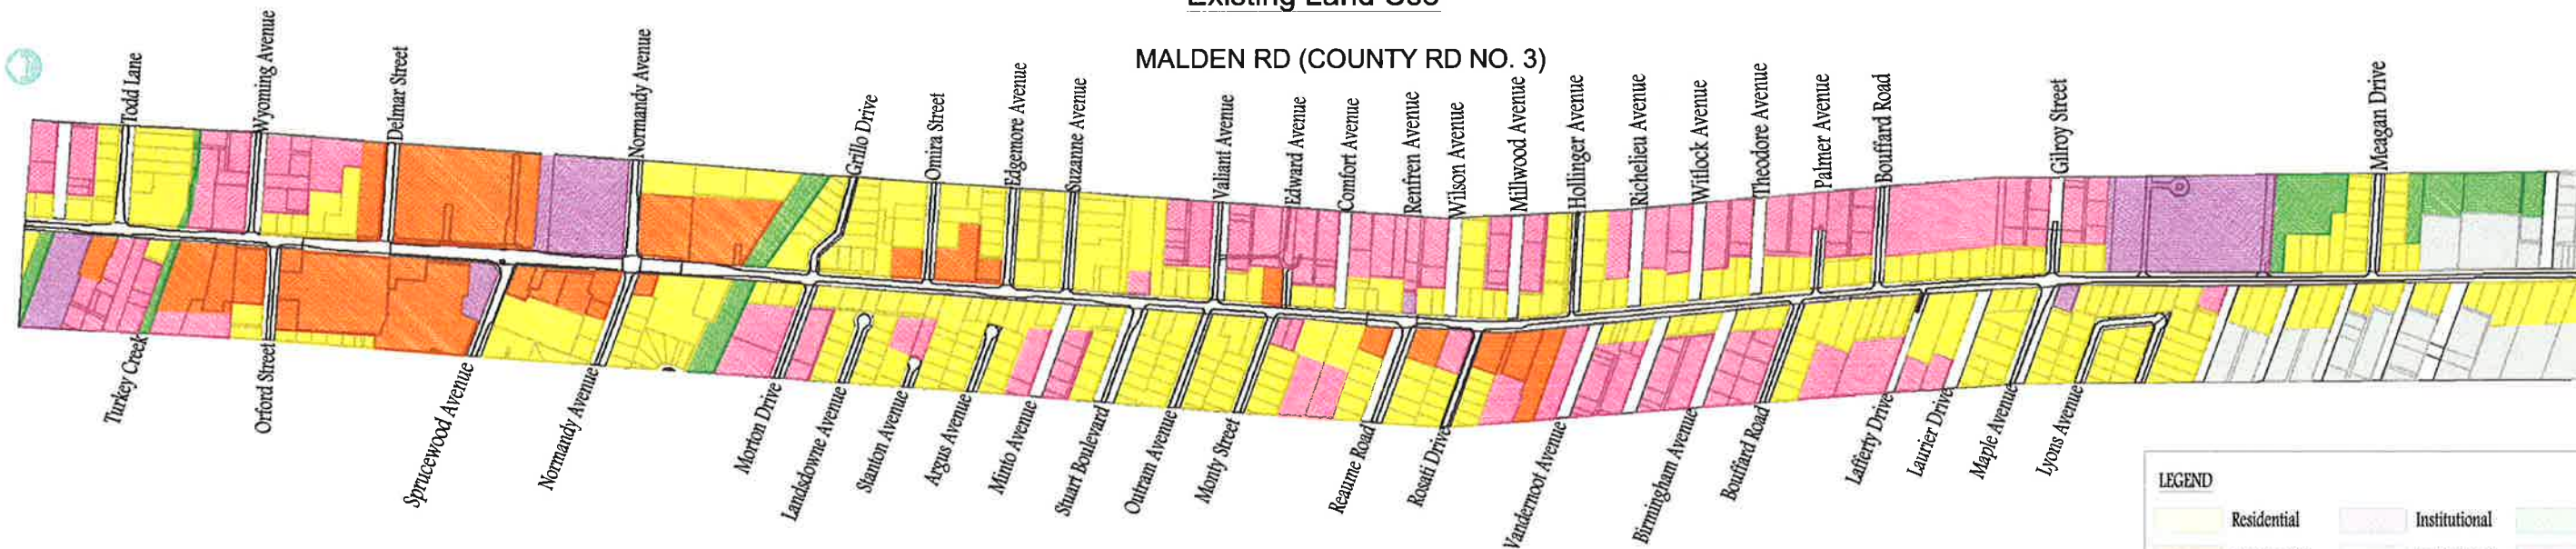 Existing Land Use
MALDEN RD (COUNTY RD NO. 3)
Todd Lane
Wyoming Avenue
Delmar Street
Normandy Avenue
Grillo Drive
Omira Street
Edgemore Avenue
Suzanne Avenue
Valiant Avenue
Edward Avenue
Comfort Avenue
Renfren Avenue
Wilson Avenue
Millwood Avenue
Hollinger Avenue
Richelieu Avenue
Witlock Avenue
Theodore Avenue
Palmer Avenue
Bouffard Road
Gilroy Street
Meagan Drive
Turkey Creek
Orford Street
Sprucewood Avenue
Normandy Avenue
Morton Drive
Landsdowne Avenue
Stanton Avenue
Argus Avenue
Minto Avenue
Stuart Boulevard
Outram Avenue
Monty Street
Reaume Road
Rosati Drive
Vandernoot Avenue
Birmingham Avenue
Bouffard Road
Lafferty Drive
Laurier Drive
Maple Avenue
Lyons Avenue
LEGEND
Residential Institutional